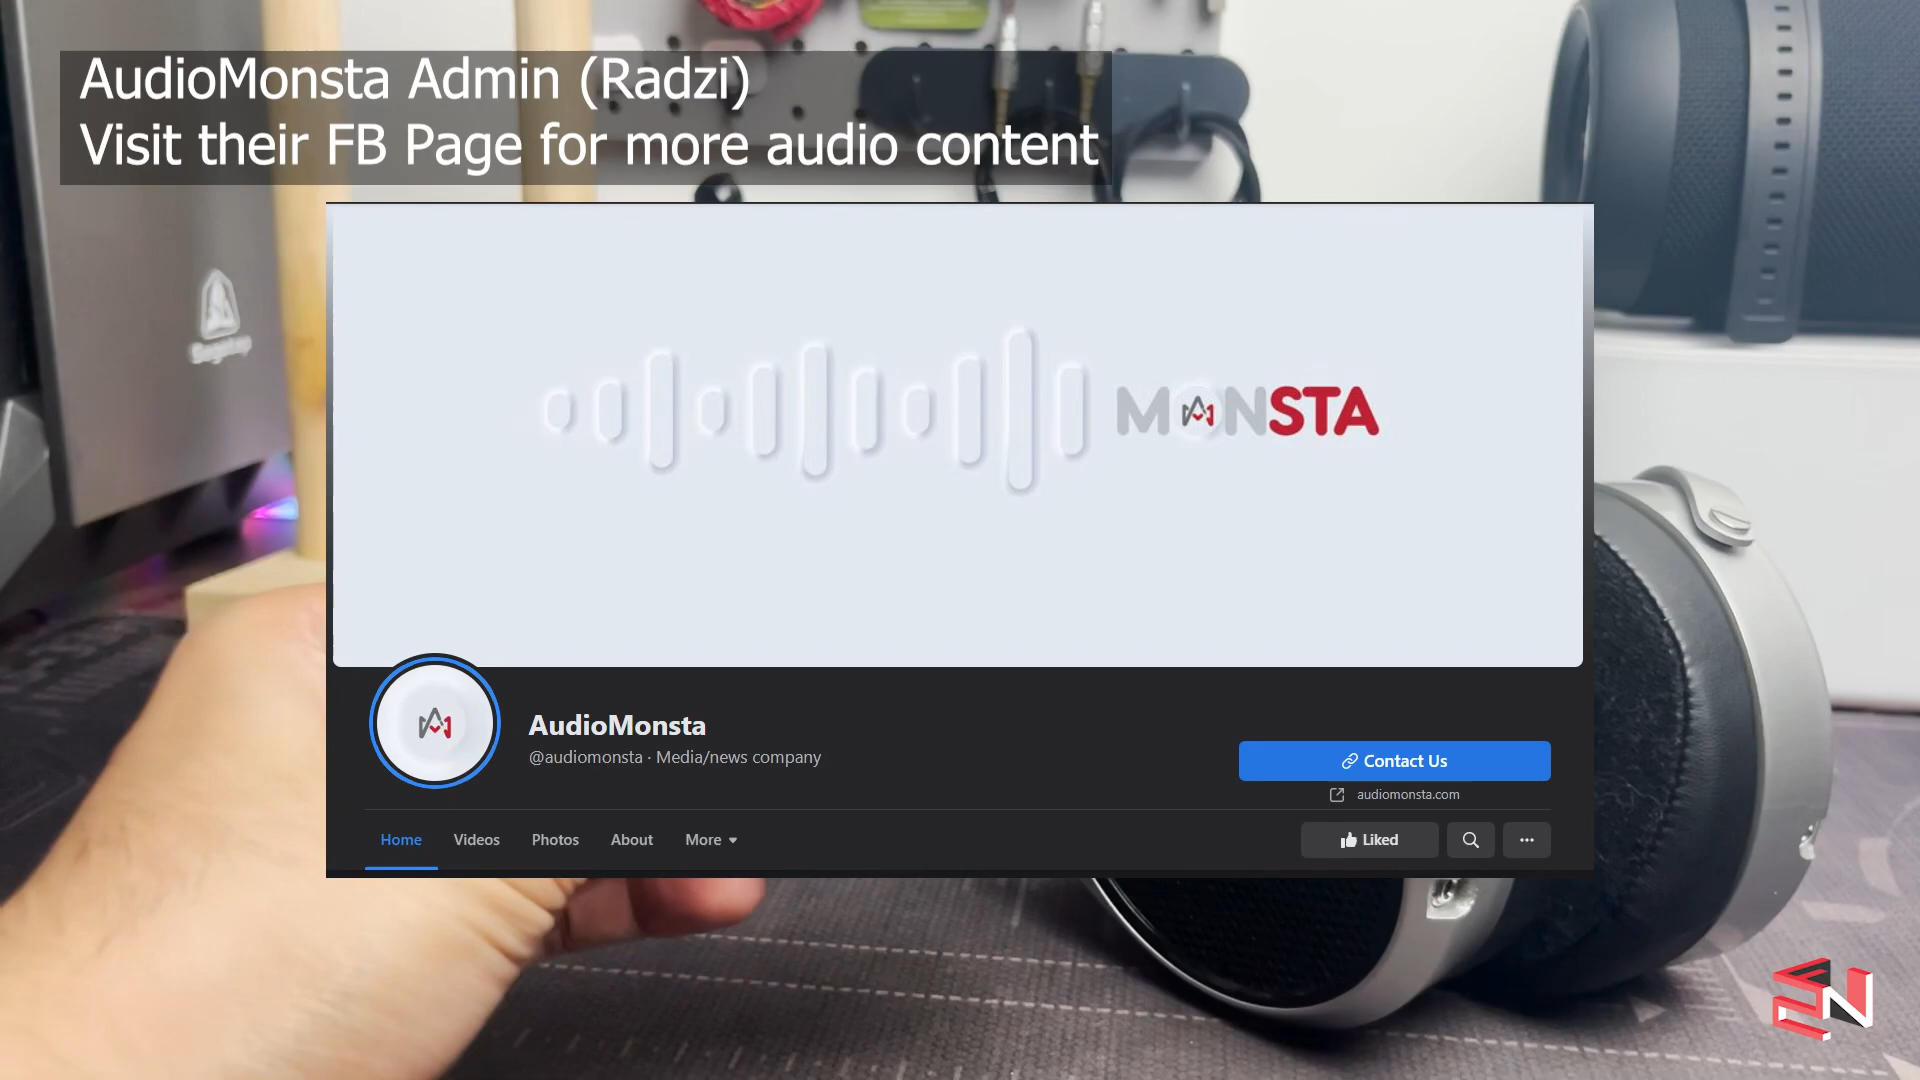 AudioMonsta Admin (Radzi)
Visit their FB Page for more audio content
MONSTA
AudioMonsta
@audiomonsta · Media/news company
Contact Us
audiomonsta.com
Home Videos Photos About More
Liked